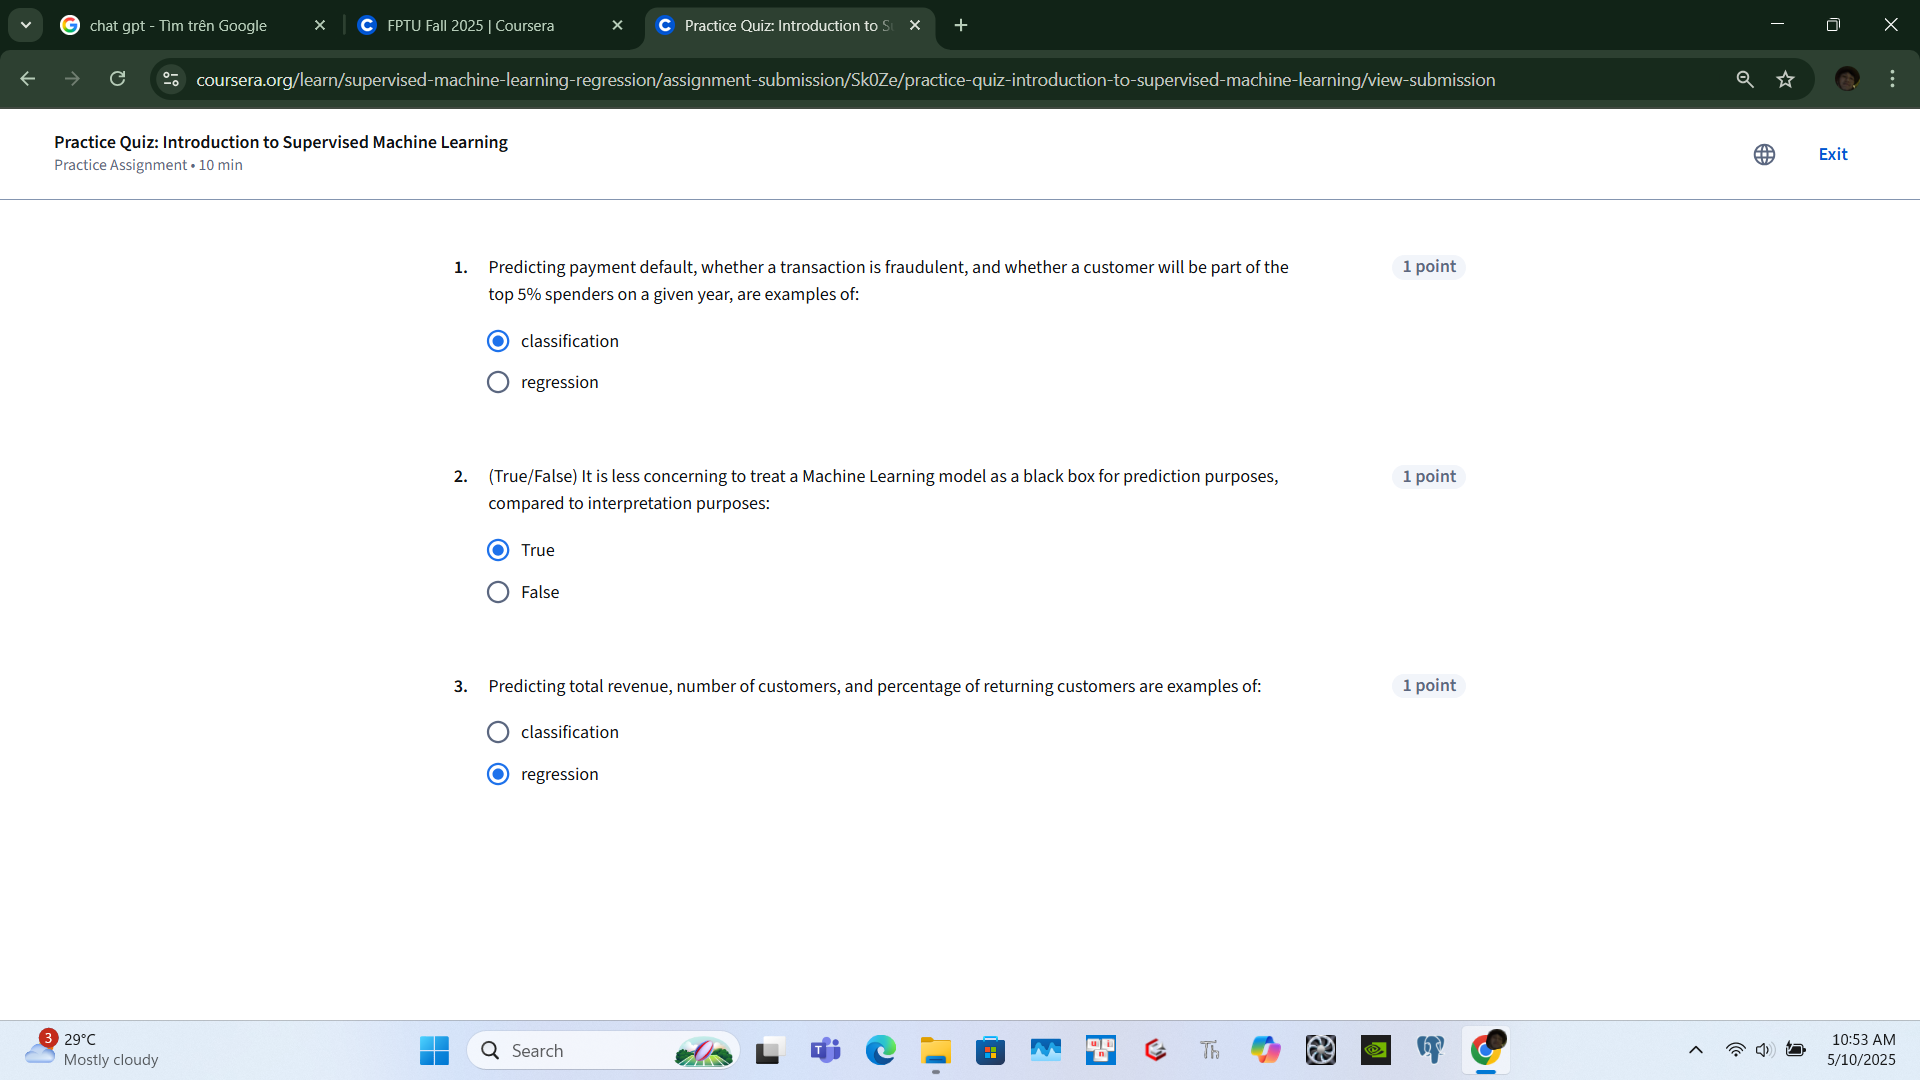 chat gpt - Tìm trên Google
FPTU Fall 2025 | Coursera
Practice Quiz: Introduction to S
coursera.org/learn/supervised-machine-learning-regression/assignment-submission/Sk0Ze/practice-quiz-introduction-to-supervised-machine-learning/view-submission
Practice Quiz: Introduction to Supervised Machine Learning
Practice Assignment • 10 min
Exit
1. Predicting payment default, whether a transaction is fraudulent, and whether a customer will be part of the
top 5% spenders on a given year, are examples of:
1 point
classification
regression
2. (True/False) It is less concerning to treat a Machine Learning model as a black box for prediction purposes,
compared to interpretation purposes:
1 point
True
False
3. Predicting total revenue, number of customers, and percentage of returning customers are examples of:
1 point
classification
regression
3
29°C
Mostly cloudy
Search
Th
10:53 AM
5/10/2025